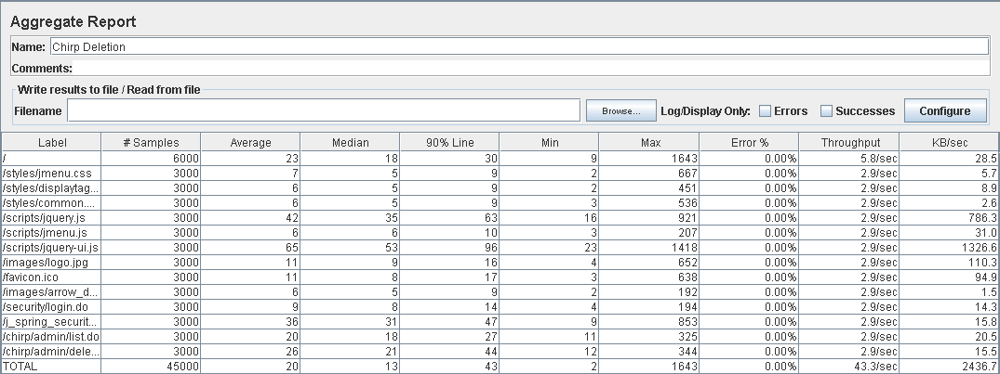 Aggregate Report
Name: Chirp Deletion
Comments:
Write results to file / Read from file
Filename Browse... Log/Display Only: Errors Successes Configure
Label # Samples Average Median 90% Line Min Max Error % Throughput KB/sec
/ 6000 23 18 30 9 1643 0.00% 5.8/sec 28.5
/styles/jmenu.css 3000 7 5 9 2 667 0.00% 2.9/sec 5.7
/styles/displaytag... 3000 6 5 9 2 451 0.00% 2.9/sec 8.9
/styles/common.... 3000 6 5 9 3 536 0.00% 2.9/sec 2.6
/scripts/jquery.js 3000 42 35 63 16 921 0.00% 2.9/sec 786.3
/scripts/jmenu.js 3000 6 6 10 3 207 0.00% 2.9/sec 31.0
/scripts/jquery-ui.js 3000 65 53 96 23 1418 0.00% 2.9/sec 1326.6
/images/logo.jpg 3000 11 9 16 4 652 0.00% 2.9/sec 110.3
/favicon.ico 3000 11 8 17 3 638 0.00% 2.9/sec 94.9
/images/arrow_d... 3000 6 5 9 2 192 0.00% 2.9/sec 1.5
/security/login.do 3000 9 8 14 4 194 0.00% 2.9/sec 14.3
/j_spring_securit... 3000 36 31 47 9 853 0.00% 2.9/sec 15.8
/chirp/admin/list.do 3000 20 18 27 11 325 0.00% 2.9/sec 20.5
/chirp/admin/dele... 3000 26 21 44 12 344 0.00% 2.9/sec 15.5
TOTAL 45000 20 13 43 2 1643 0.00% 43.3/sec 2436.7